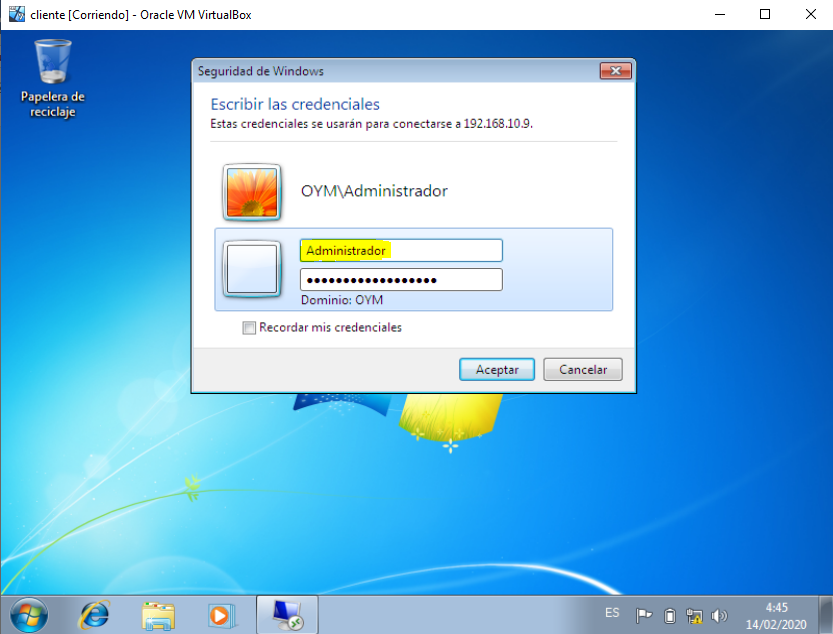 cliente [Corriendo] - Oracle VM VirtualBox
Papelera de
reciclaje
Seguridad de Windows
Escribir las credenciales
Estas credenciales se usarán para conectarse a 192.168.10.9.
OYM\Administrador
Administrador
••••••••••••••••••
Dominio: OYM
Recordar mis credenciales
Aceptar
Cancelar
ES
4:45
14/02/2020